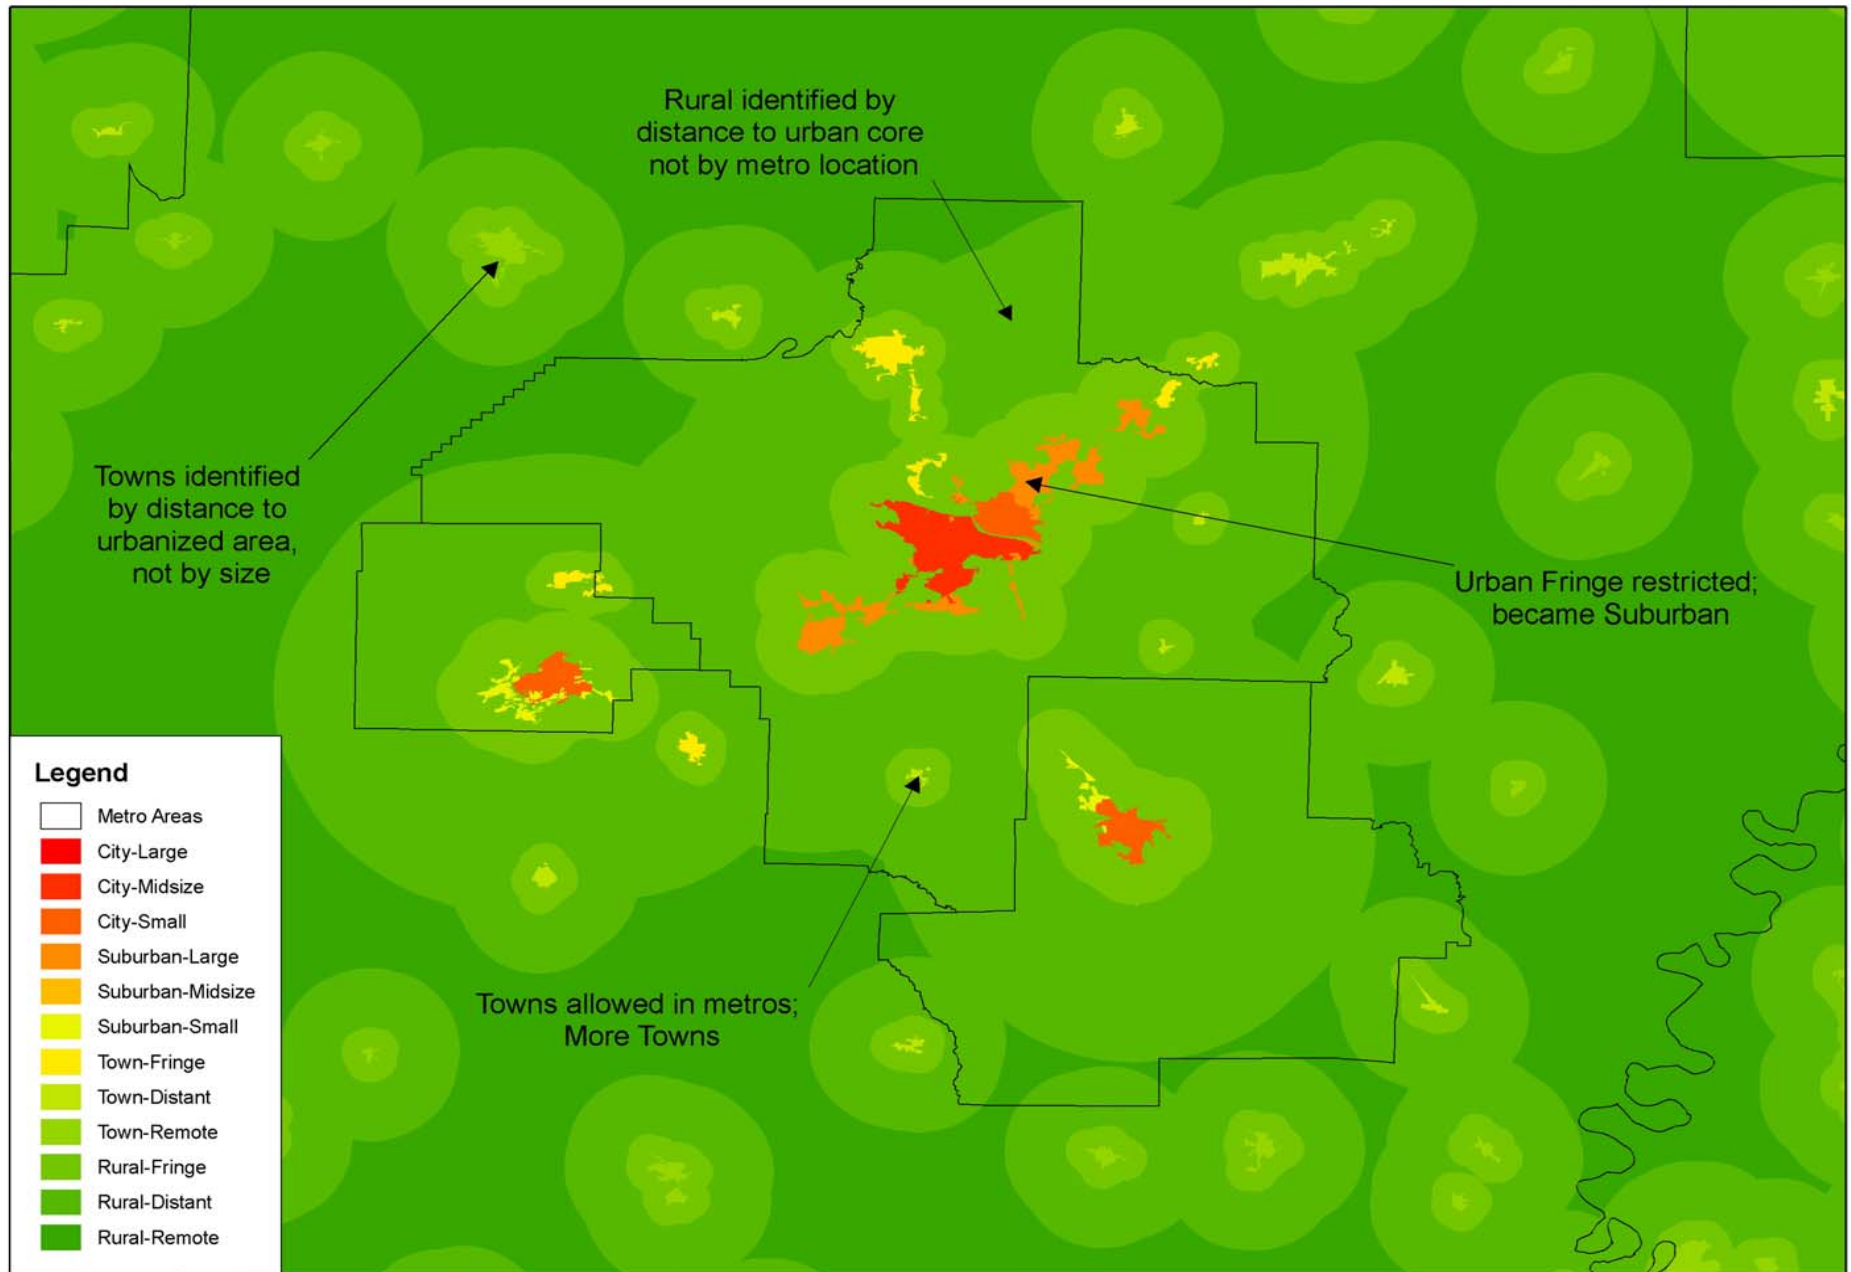 Rural identified by
distance to urban core
not by metro location
Towns identified
by distance to
urbanized area,
not by size
Urban Fringe restricted;
became Suburban
Towns allowed in metros;
More Towns
Legend
Metro Areas
City-Large
City-Midsize
City-Small
Suburban-Large
Suburban-Midsize
Suburban-Small
Town-Fringe
Town-Distant
Town-Remote
Rural-Fringe
Rural-Distant
Rural-Remote